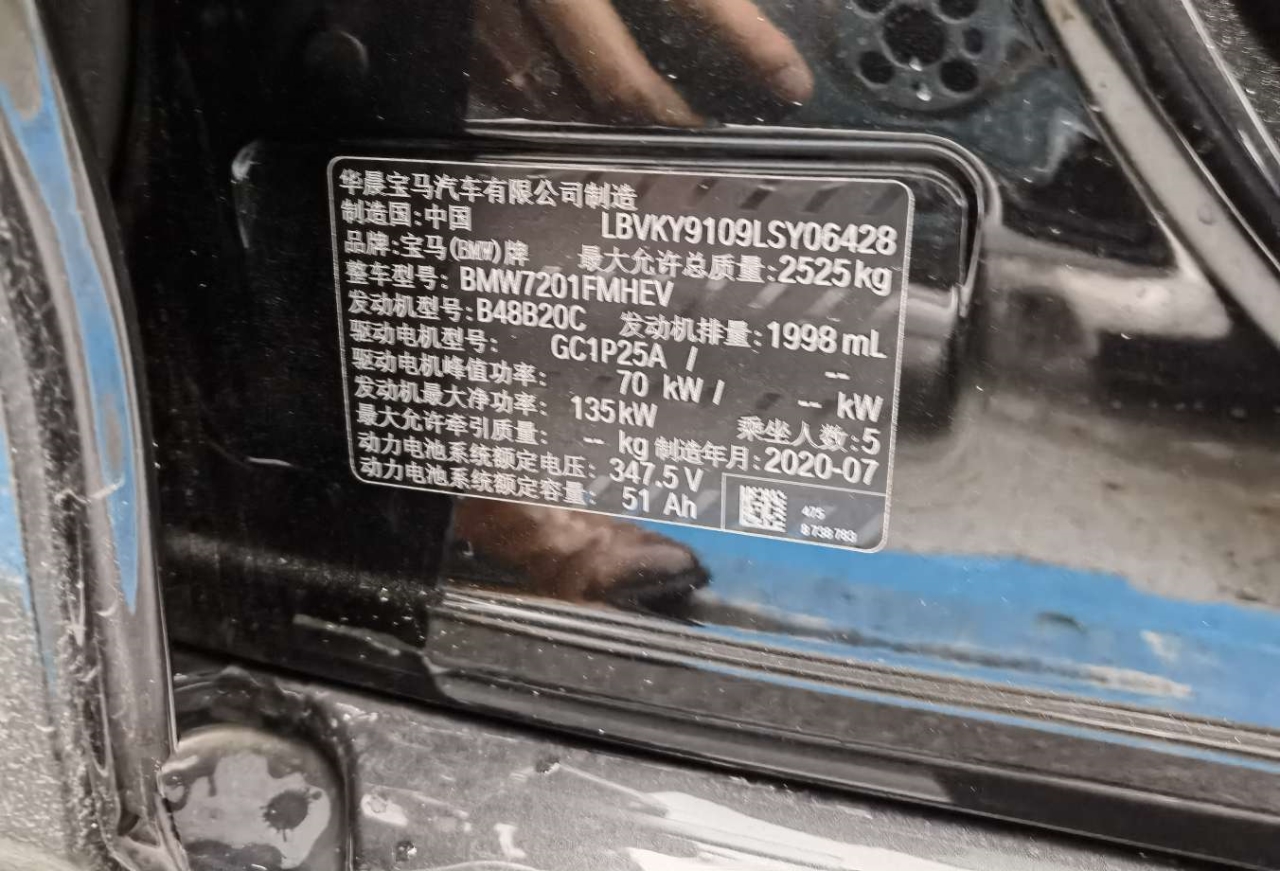 华晨宝马汽车有限公司制造
制造国:中国 LBVKY9109LSY06428
品牌:宝马(BMW)牌 最大允许总质量:2525kg
整车型号: BMW7201FMHEV
发动机型号:B48B20C 发动机排量:1998 mL
驱动电机型号: GC1P25A / --
驱动电机峰值功率: 70 kW / -- kW
发动机最大净功率: 135kW 乘坐人数:5
最大允许牵引质量: -- kg 制造年月:2020-07
动力电池系统额定电压: 347.5 V
动力电池系统额定容量: 51 Ah
475
8 738 783